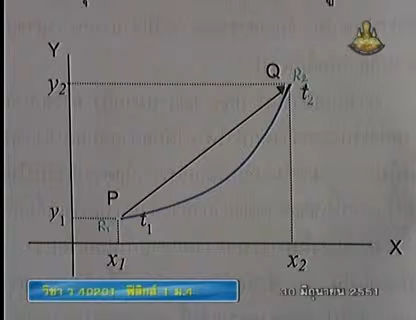 Y
Q R₂
y₂ t₂
P
y₁ R₁ t₁
X
x₁ x₂
วิชา ว 40201 ฟิสิกส์ 1 ม.4
30 มิถุนายน 2551